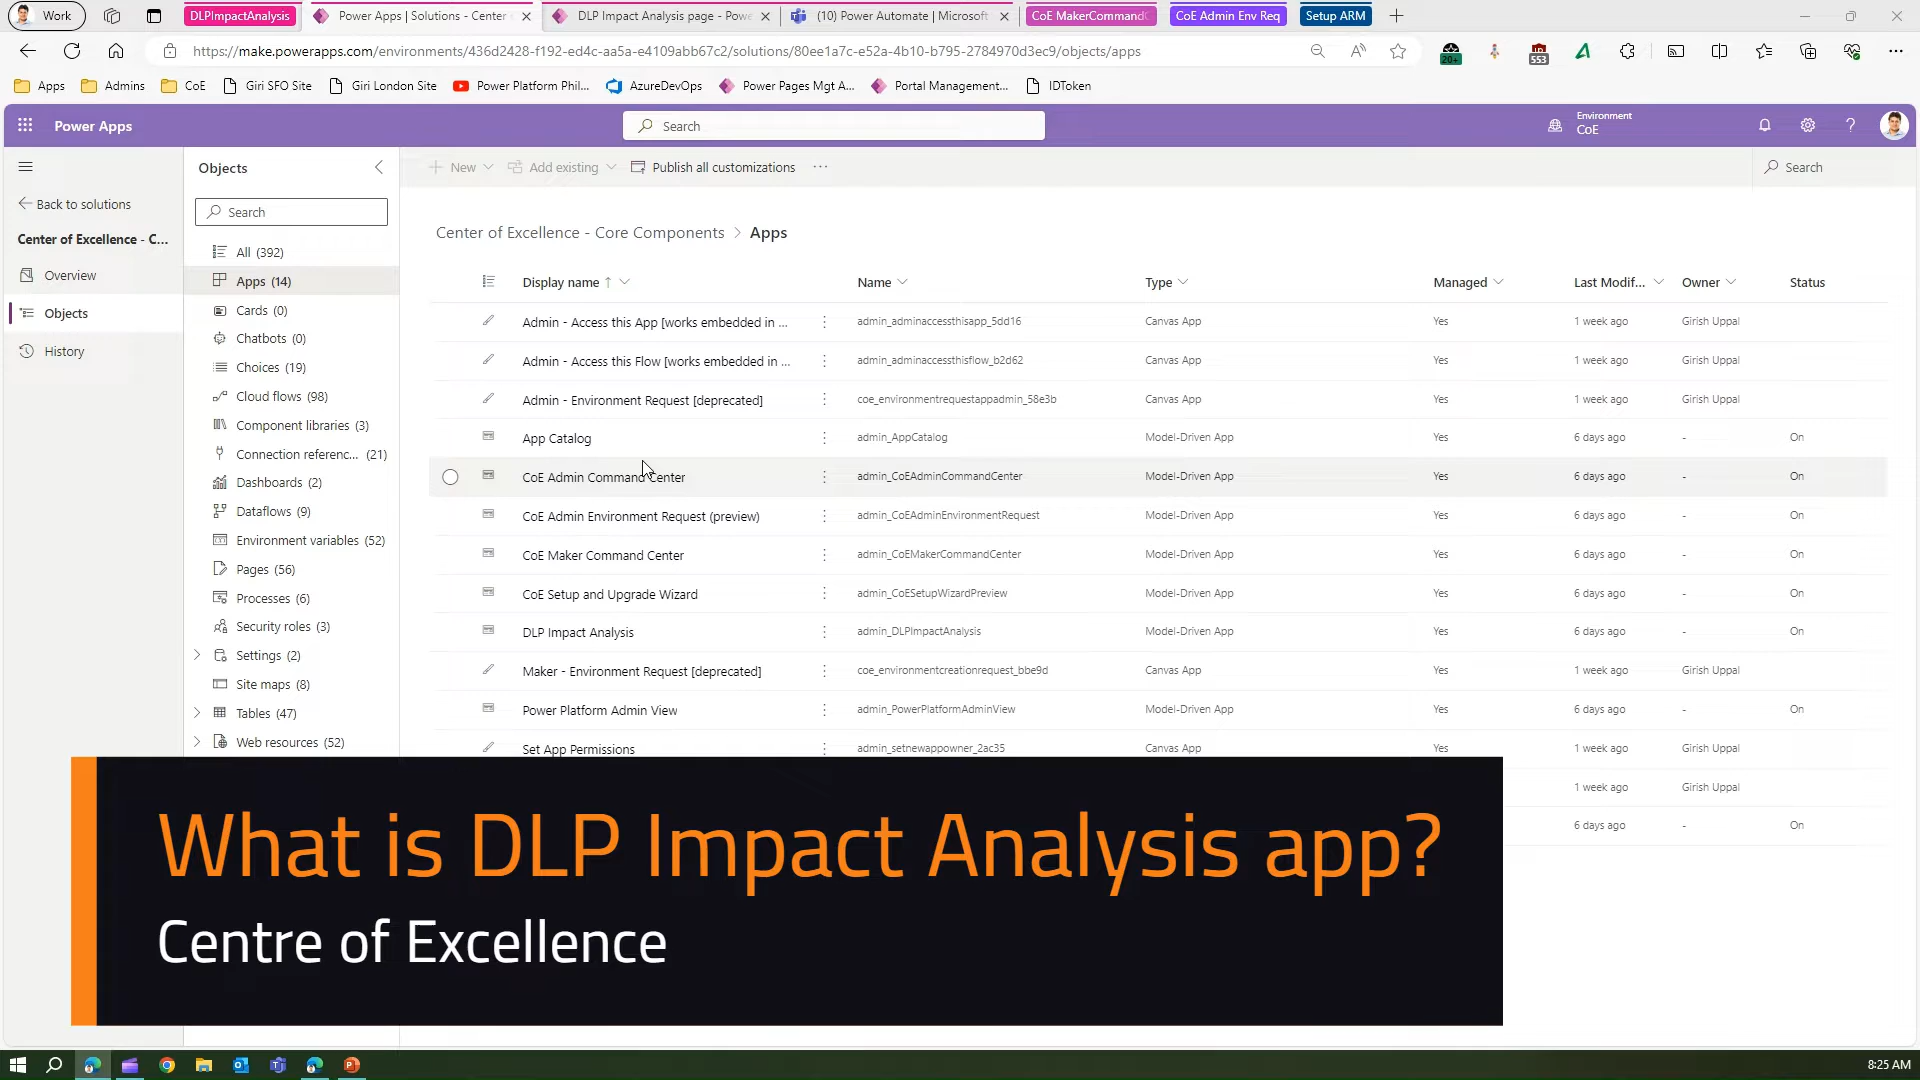 Work
DLPImpactAnalysis
Power Apps | Solutions - Center
DLP Impact Analysis page - Powe
(10) Power Automate | Microsoft
CoE MakerCommandC
CoE Admin Env Req
Setup ARM
https://make.powerapps.com/environments/436d2428-f192-ed4c-aa5a-e4109abb67c2/solutions/80ee1a7c-e52a-4b10-b795-2784970d3ec9/objects/apps
20+
553
Apps
Admins
CoE
Giri SFO Site
Giri London Site
Power Platform Phil...
AzureDevOps
Power Pages Mgt A...
Portal Management...
IDToken
Power Apps
Search
Environment
CoE
Objects
New
Add existing
Publish all customizations
Search
Back to solutions
Search
Center of Excellence - C...
Overview
Objects
History
All (392)
Apps (14)
Cards (0)
Chatbots (0)
Choices (19)
Cloud flows (98)
Component libraries (3)
Connection referenc... (21)
Dashboards (2)
Dataflows (9)
Environment variables (52)
Pages (56)
Processes (6)
Security roles (3)
Settings (2)
Site maps (8)
Tables (47)
Web resources (52)
Center of Excellence - Core Components > Apps
Display name ↑ Name Type Managed Last Modif... Owner Status
Admin - Access this App [works embedded in ... admin_adminaccessthisapp_5dd16 Canvas App Yes 1 week ago Girish Uppal
Admin - Access this Flow [works embedded in ... admin_adminaccessthisflow_b2d62 Canvas App Yes 1 week ago Girish Uppal
Admin - Environment Request [deprecated] coe_environmentrequestappadmin_58e3b Canvas App Yes 1 week ago Girish Uppal
App Catalog admin_AppCatalog Model-Driven App Yes 6 days ago - On
CoE Admin Command Center admin_CoEAdminCommandCenter Model-Driven App Yes 6 days ago - On
CoE Admin Environment Request (preview) admin_CoEAdminEnvironmentRequest Model-Driven App Yes 6 days ago - On
CoE Maker Command Center admin_CoEMakerCommandCenter Model-Driven App Yes 6 days ago - On
CoE Setup and Upgrade Wizard admin_CoESetupWizardPreview Model-Driven App Yes 6 days ago - On
DLP Impact Analysis admin_DLPImpactAnalysis Model-Driven App Yes 6 days ago - On
Maker - Environment Request [deprecated] coe_environmentcreationrequest_bbe9d Canvas App Yes 1 week ago Girish Uppal
Power Platform Admin View admin_PowerPlatformAdminView Model-Driven App Yes 6 days ago - On
Set App Permissions admin_setnewappowner_2ac35 Canvas App Yes 1 week ago Girish Uppal
1 week ago Girish Uppal
6 days ago - On
What is DLP Impact Analysis app?
Centre of Excellence
8:25 AM